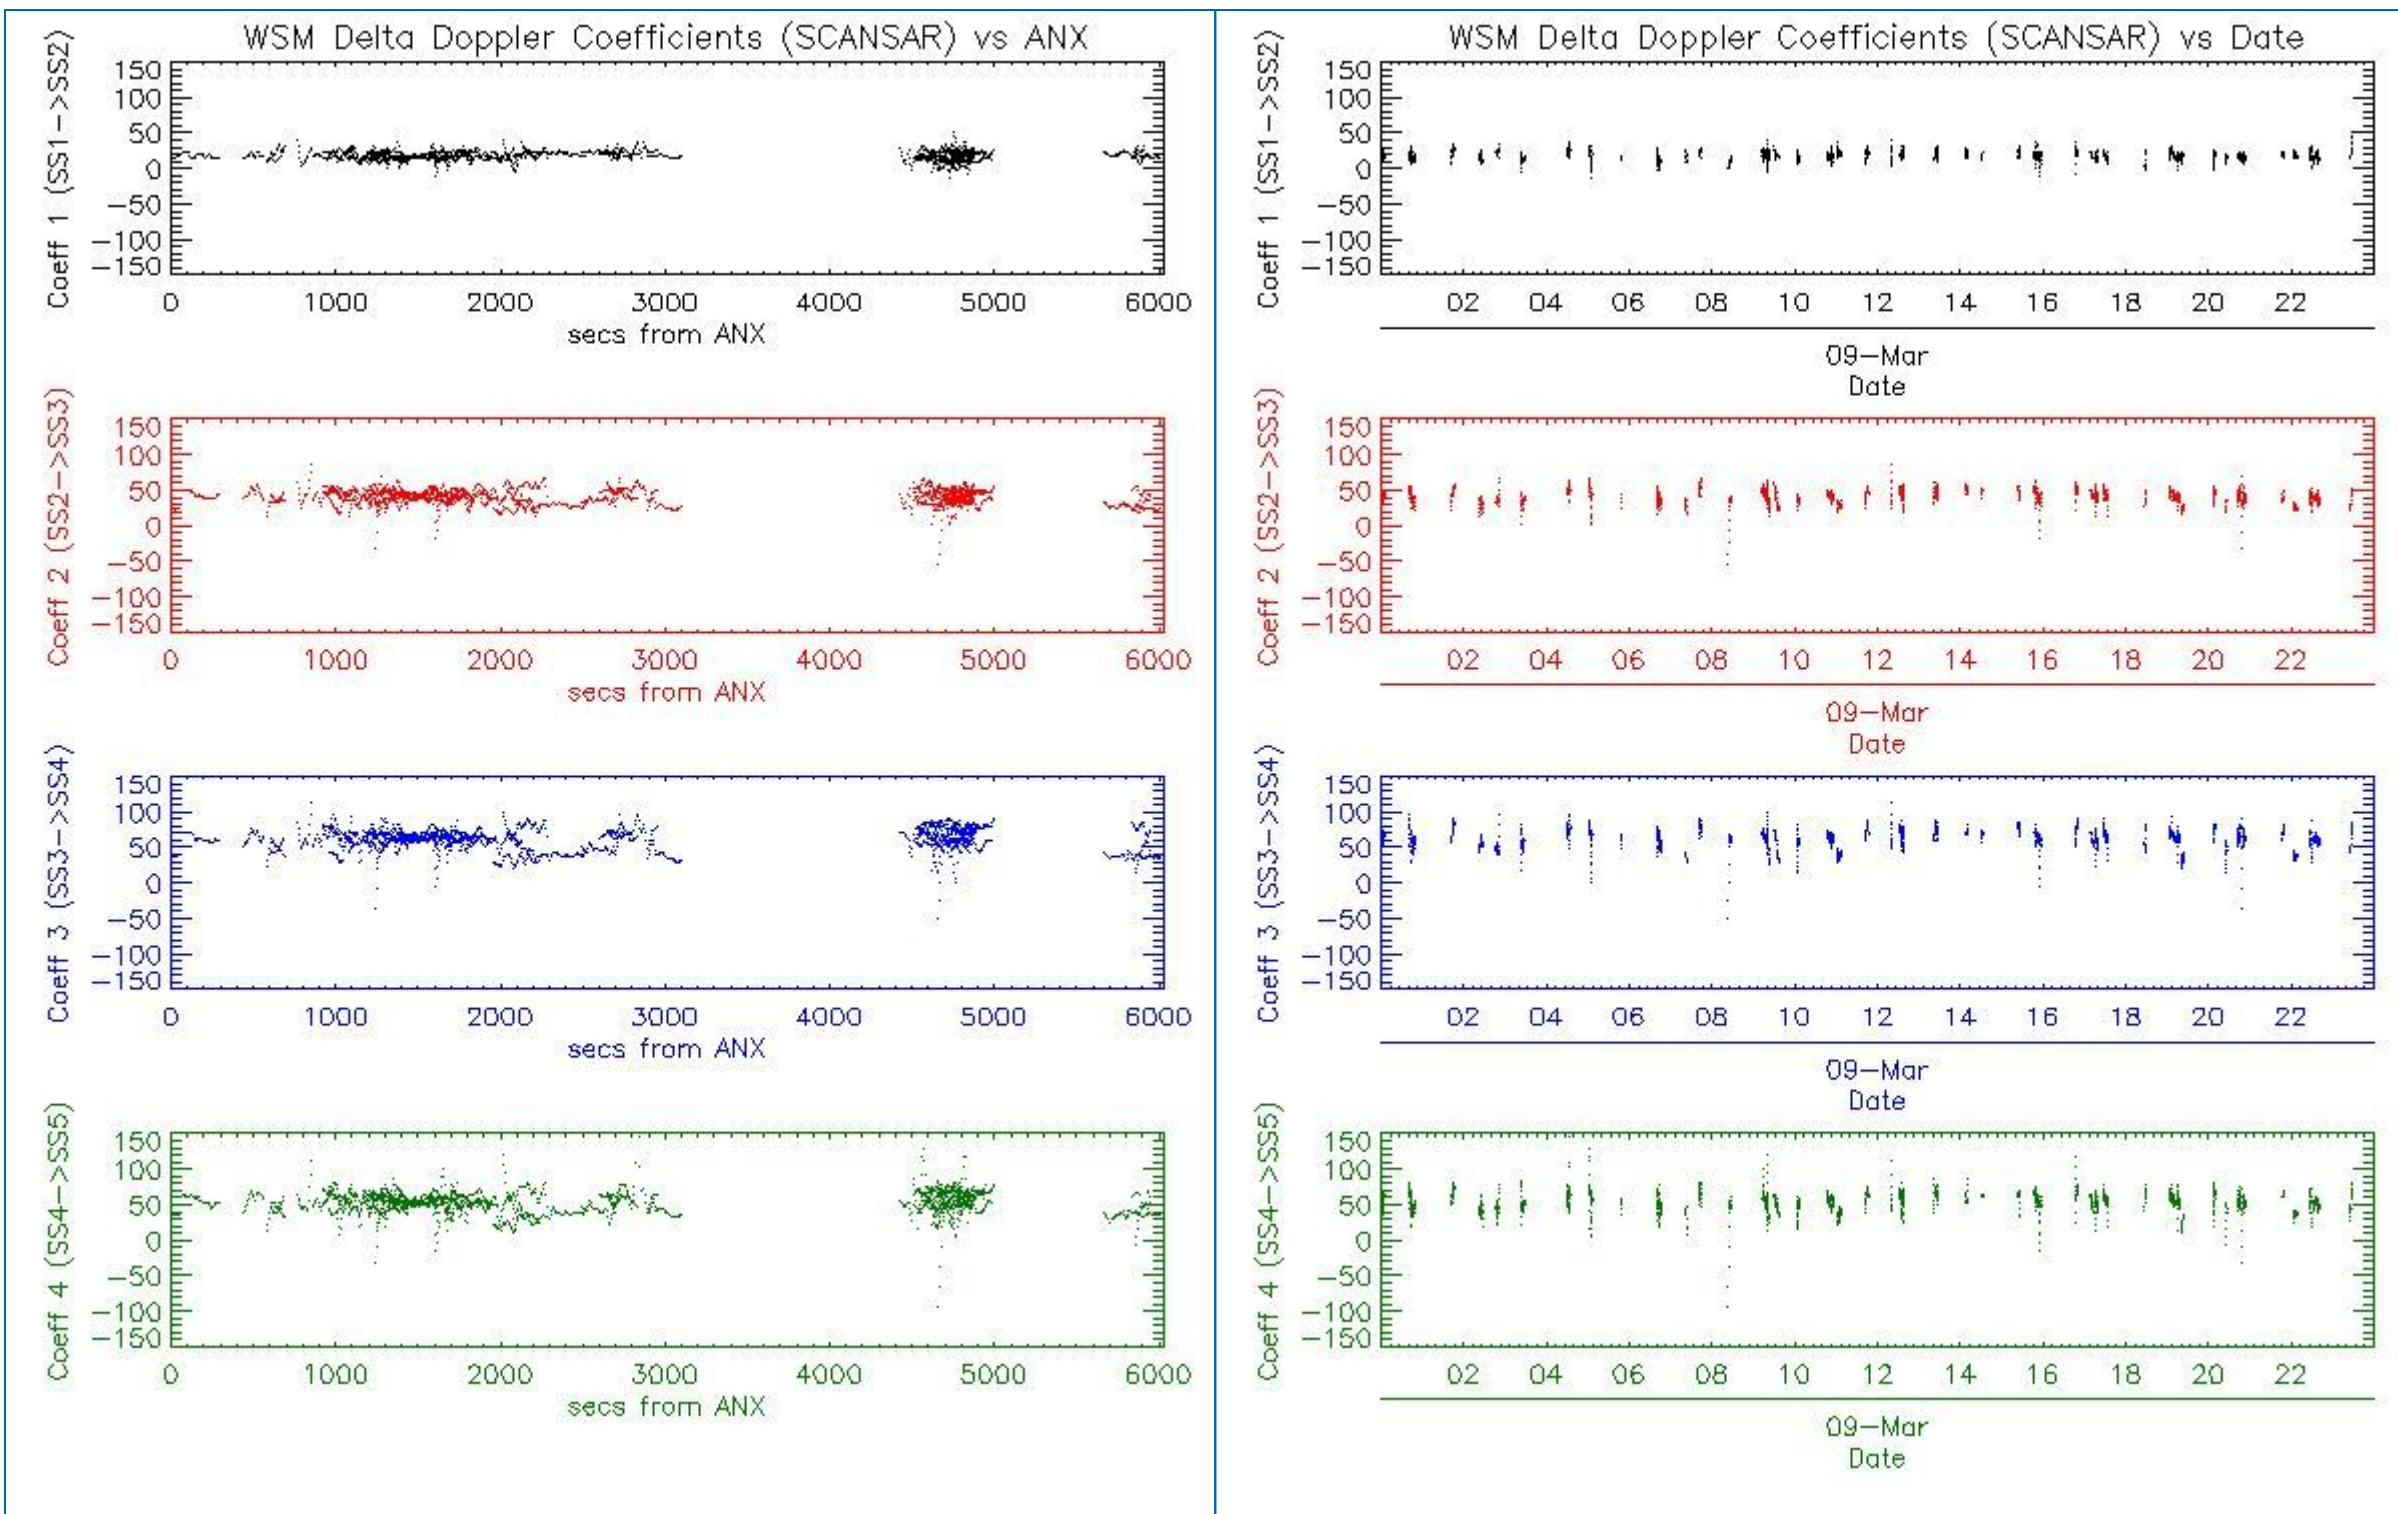 WSM Delta Doppler Coefficients (SCANSAR) vs ANX
Coeff 1 (SS1->SS2)
150
100
50
0
-50
-100
-150
0 1000 2000 3000 4000 5000 6000
secs from ANX
Coeff 2 (SS2->SS3)
150
100
50
0
-50
-100
-150
0 1000 2000 3000 4000 5000 6000
secs from ANX
Coeff 3 (SS3->SS4)
150
100
50
0
-50
-100
-150
0 1000 2000 3000 4000 5000 6000
secs from ANX
Coeff 4 (SS4->SS5)
150
100
50
0
-50
-100
-150
0 1000 2000 3000 4000 5000 6000
secs from ANX
WSM Delta Doppler Coefficients (SCANSAR) vs Date
Coeff 1 (SS1->SS2)
150
100
50
0
-50
-100
-150
02 04 06 08 10 12 14 16 18 20 22
09-Mar
Date
Coeff 2 (SS2->SS3)
150
100
50
0
-50
-100
-150
02 04 06 08 10 12 14 16 18 20 22
09-Mar
Date
Coeff 3 (SS3->SS4)
150
100
50
0
-50
-100
-150
02 04 06 08 10 12 14 16 18 20 22
09-Mar
Date
Coeff 4 (SS4->SS5)
150
100
50
0
-50
-100
-150
02 04 06 08 10 12 14 16 18 20 22
09-Mar
Date